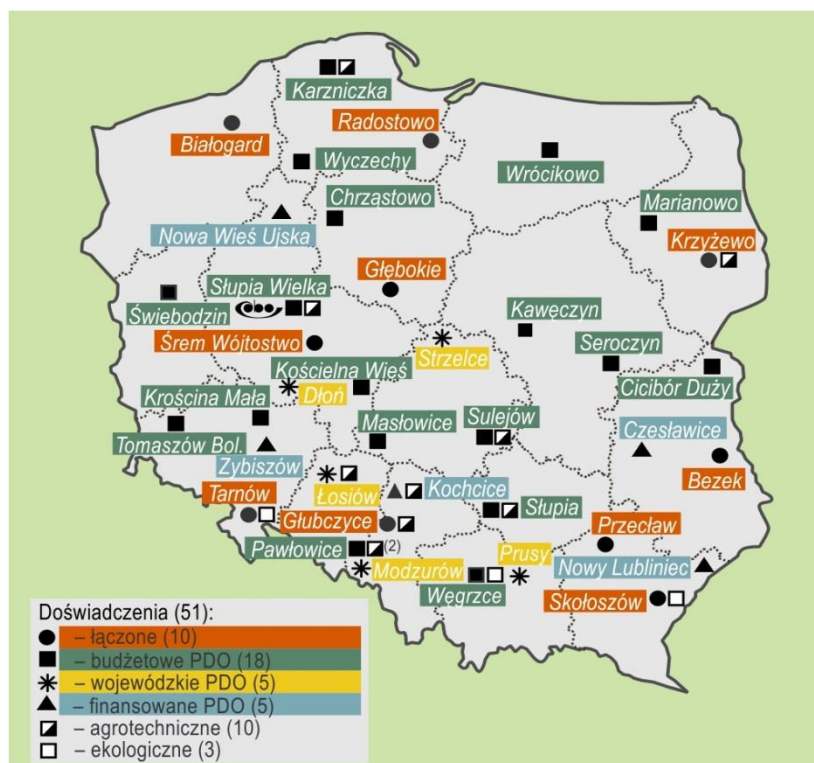 Karzniczka
Radostowo
Białogard
Wyczechy
Wrócikowo
Chrząstowo
Marianowo
Nowa Wieś Ujska
Krzyżewo
Głębokie
Słupia Wielka
Świebodzin
Kawęczyn
Śrem Wójtostwo
Strzelce
Seroczyn
Kościelna Wieś
Cicibór Duży
Krościna Mała
Dłoń
Masłowice
Sulejów
Czesławice
Tomaszów Bol.
Zybiszów
Bezek
Łosiów
Kochcice
Tarnów
Głubczyce
Słupia
Przecław
Pawłowice (2)
Prusy
Modzurów
Nowy Lubliniec
Węgrzce
Skołoszów
Doświadczenia (51):
– łączone (10)
– budżetowe PDO (18)
– wojewódzkie PDO (5)
– finansowane PDO (5)
– agrotechniczne (10)
– ekologiczne (3)